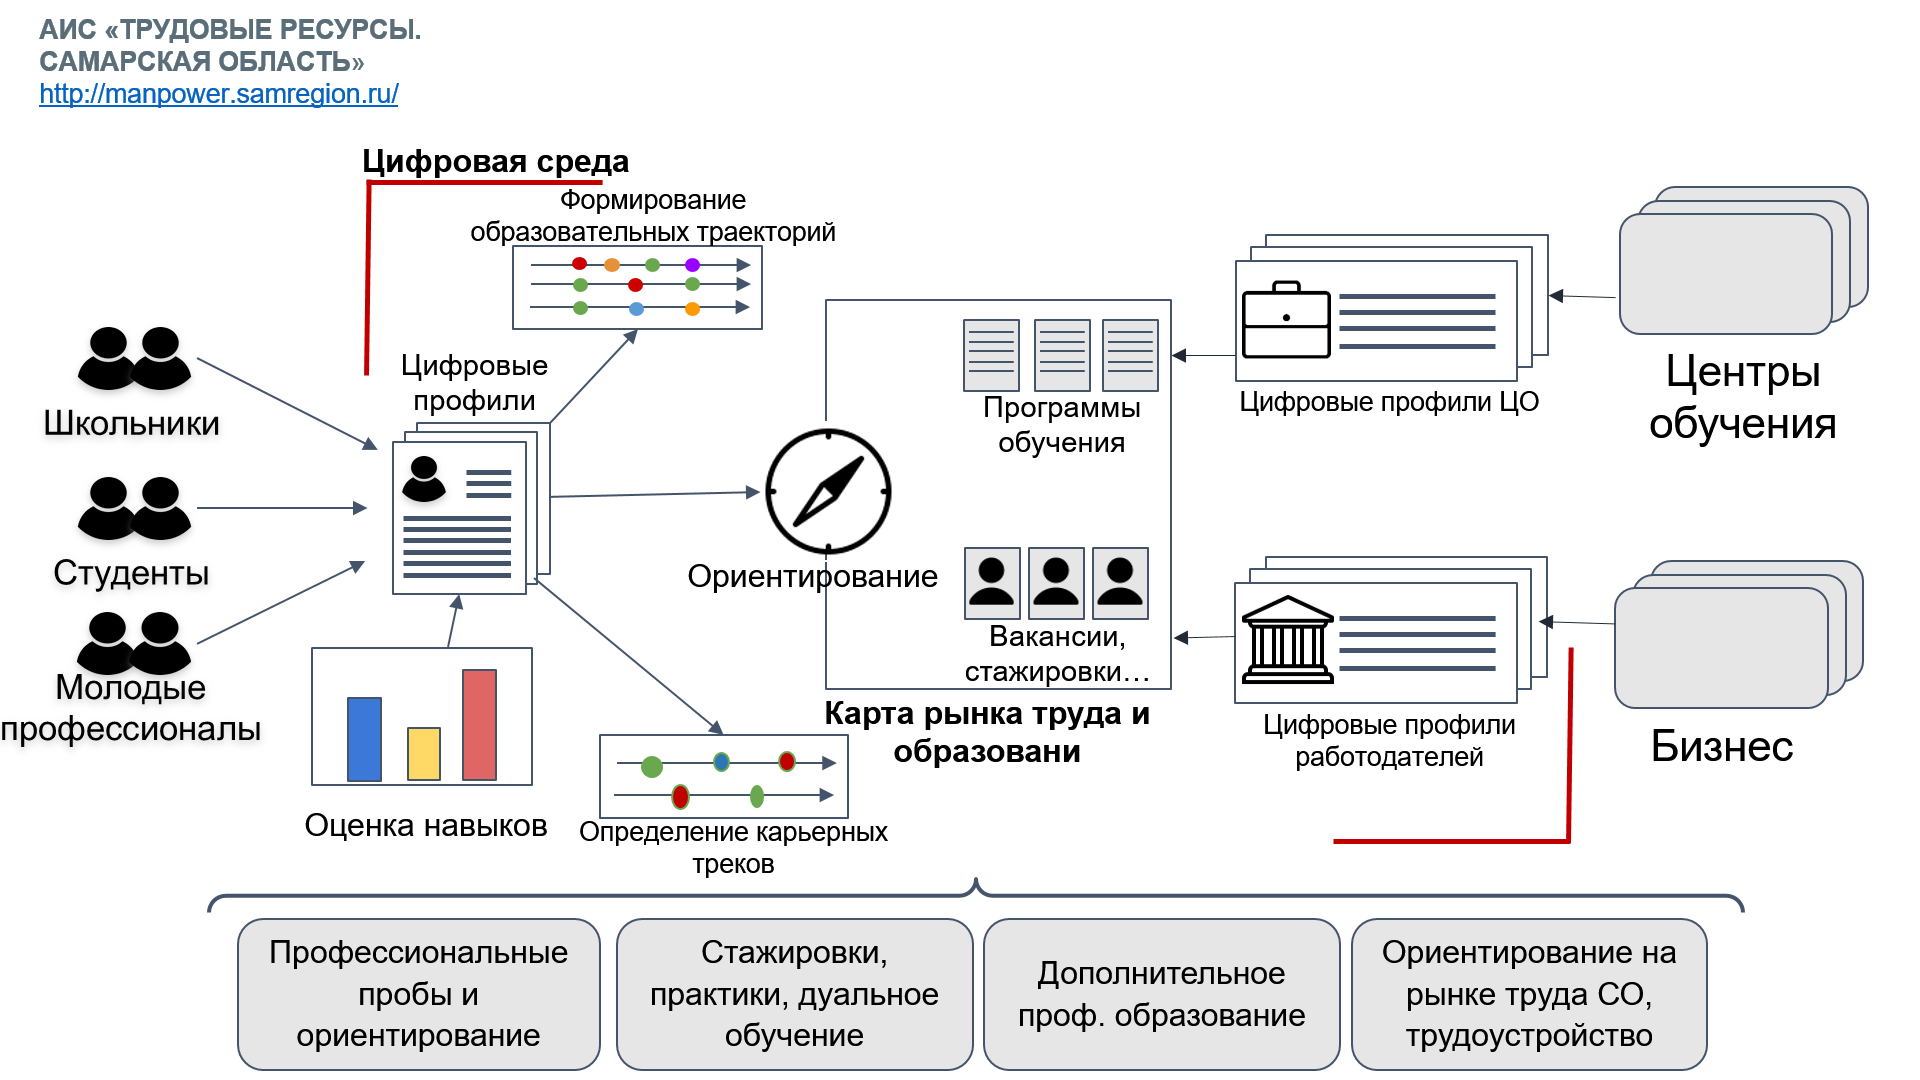 АИС «ТРУДОВЫЕ РЕСУРСЫ.
САМАРСКАЯ ОБЛАСТЬ»
http://manpower.samregion.ru/
Цифровая среда
Формирование
образовательных траекторий
Школьники
Студенты
Молодые
профессионалы
Цифровые
профили
Оценка навыков
Ориентирование
Определение карьерных
треков
Программы
обучения
Вакансии,
стажировки…
Карта рынка труда и
образовани
Цифровые профили ЦО
Цифровые профили
работодателей
Центры
обучения
Бизнес
Профессиональные
пробы и
ориентирование
Стажировки,
практики, дуальное
обучение
Дополнительное
проф. образование
Ориентирование на
рынке труда СО,
трудоустройство